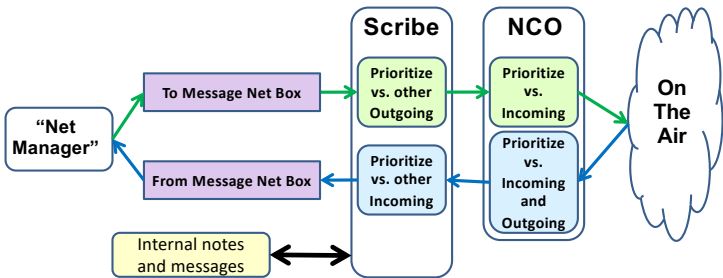 Scribe
NCO
"Net
Manager"
To Message Net Box
Prioritize
vs. other
Outgoing
Prioritize
vs.
Incoming
On
The
Air
From Message Net Box
Prioritize
vs. other
Incoming
Prioritize
vs.
Incoming
and
Outgoing
Internal notes
and messages